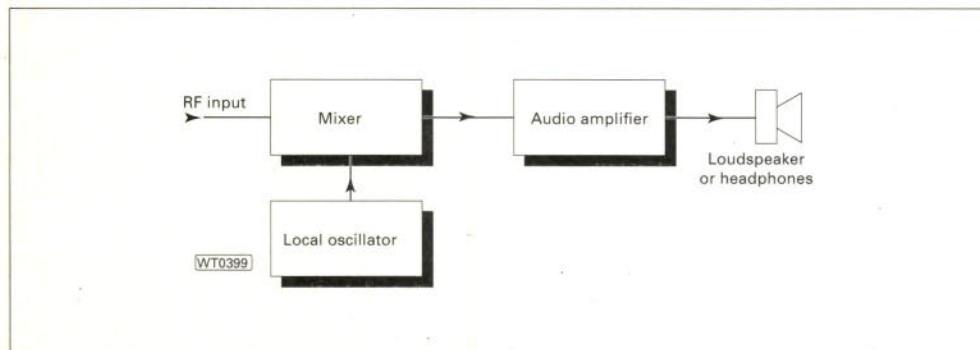 RF input
Mixer
Audio amplifier
Loudspeaker
or headphones
Local oscillator
WT0399